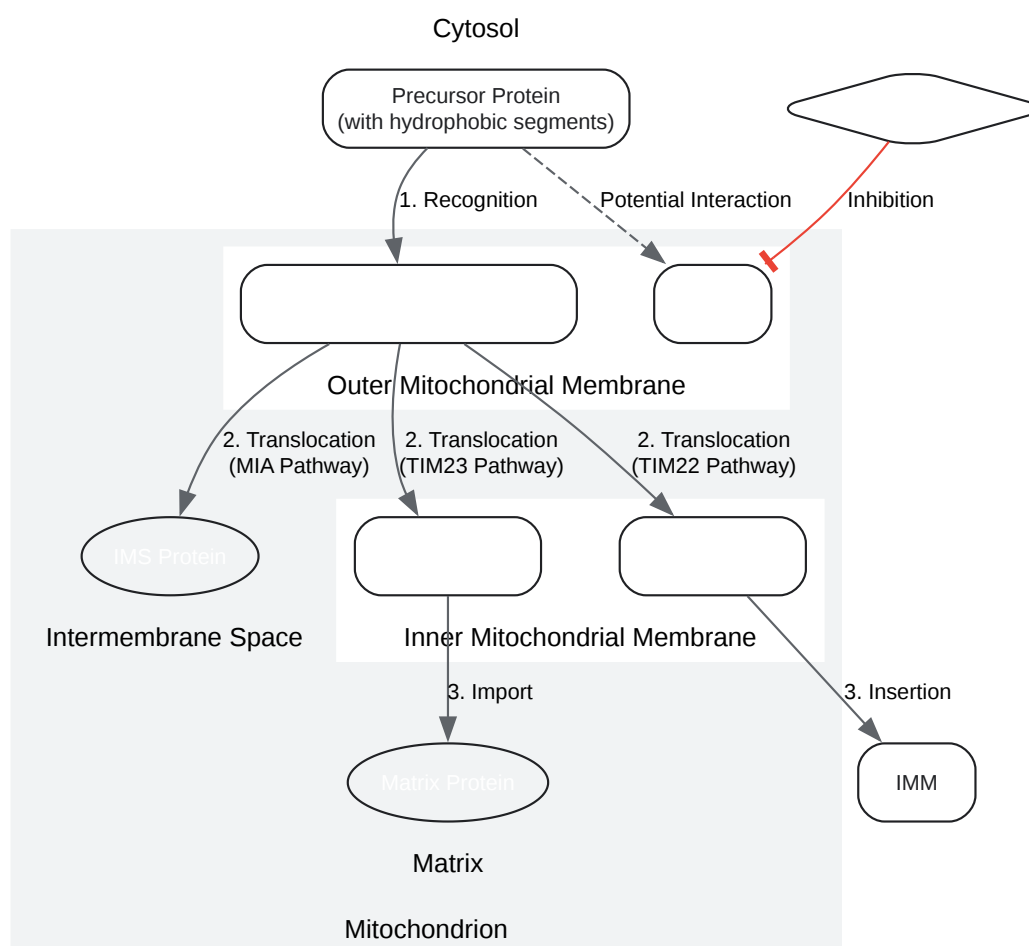 Cytosol
Precursor Protein
(with hydrophobic segments)
1. Recognition
Potential Interaction
Inhibition
Outer Mitochondrial Membrane
2. Translocation
(MIA Pathway)
2. Translocation
(TIM23 Pathway)
2. Translocation
(TIM22 Pathway)
IMS Protein
Intermembrane Space
Inner Mitochondrial Membrane
3. Import
3. Insertion
Matrix Protein
IMM
Matrix
Mitochondrion